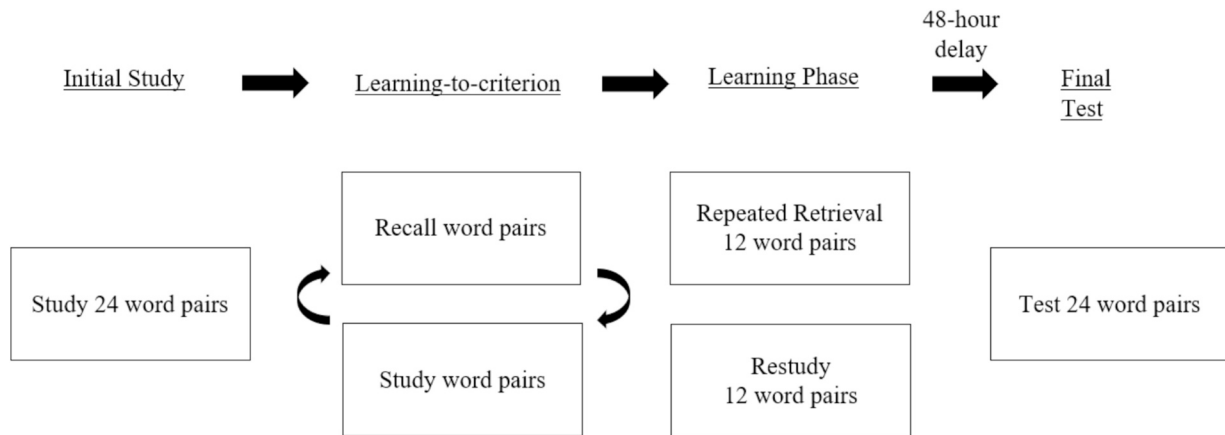 Initial Study
Learning-to-criterion
Learning Phase
48-hour
delay
Final
Test
Study 24 word pairs
Recall word pairs
Study word pairs
Repeated Retrieval
12 word pairs
Restudy
12 word pairs
Test 24 word pairs